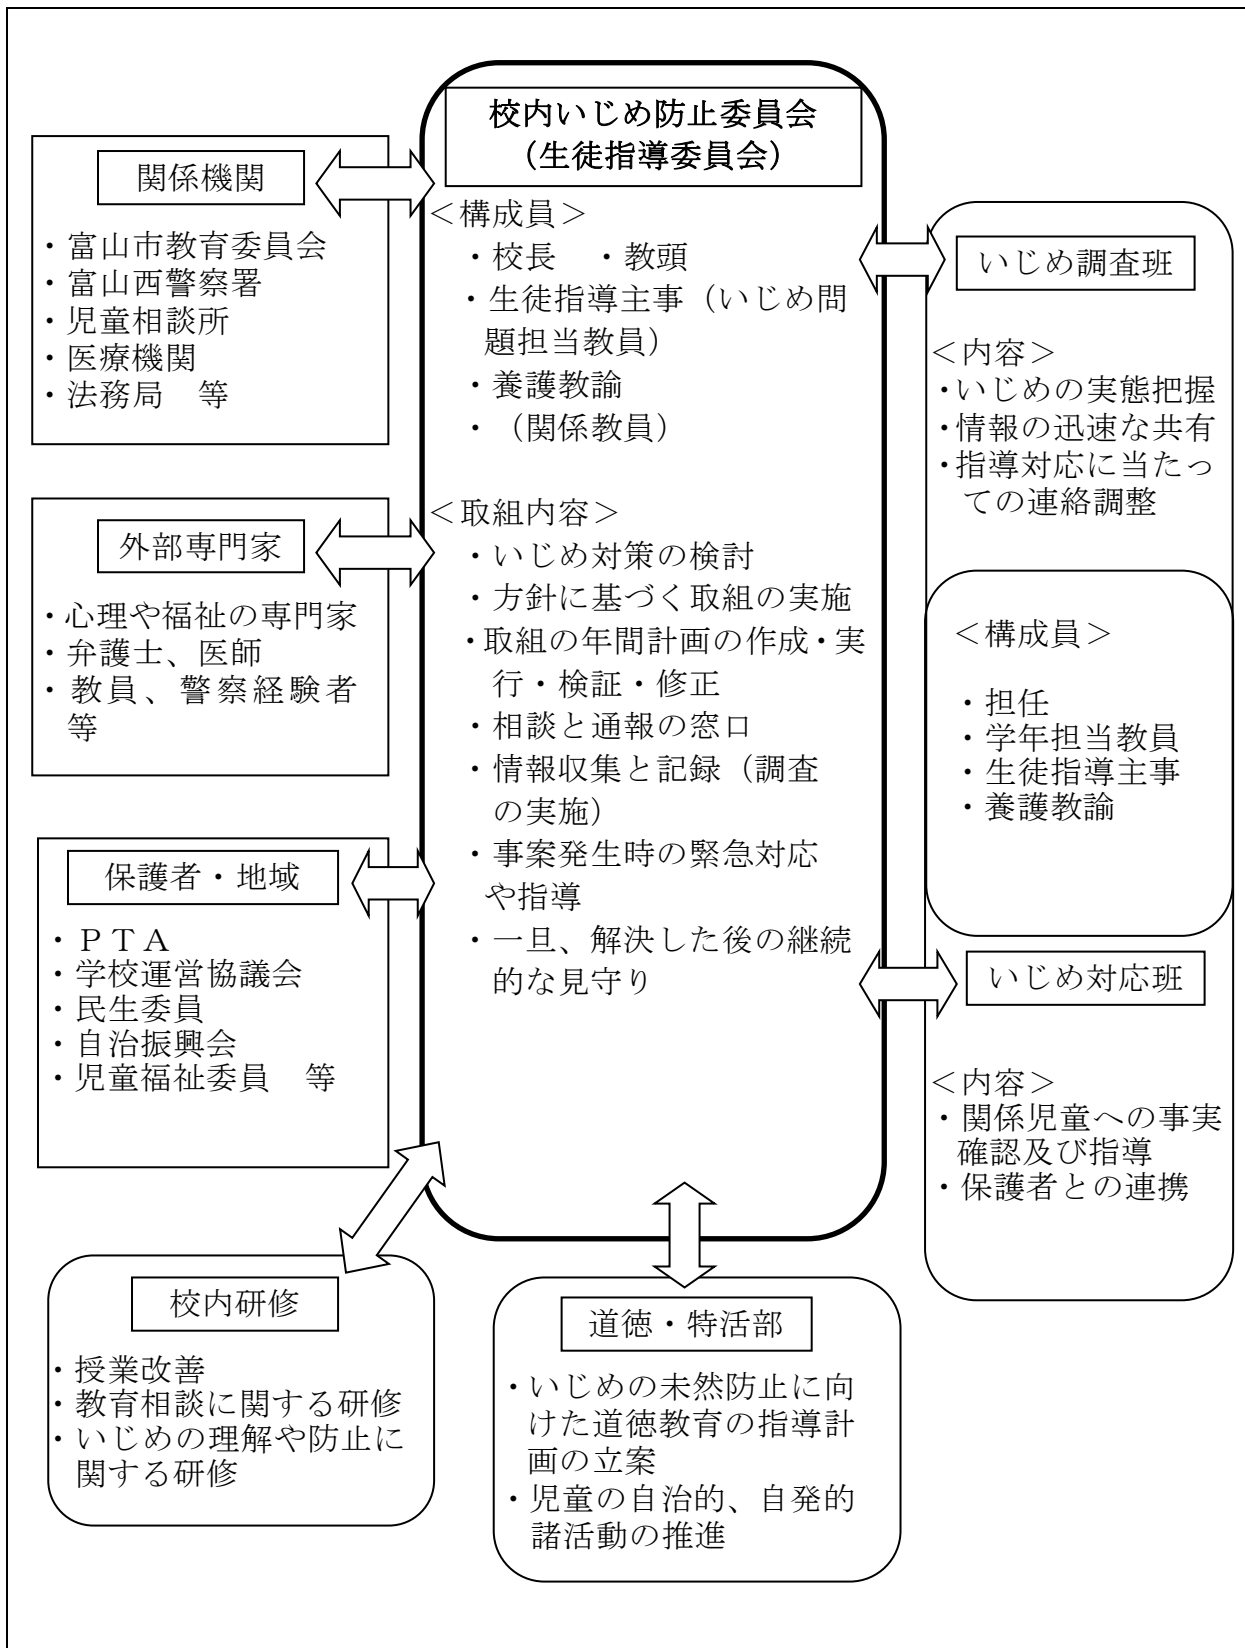 校内いじめ防止委員会
（生徒指導委員会）
＜構成員＞
・校長　・教頭
・生徒指導主事（いじめ問
題担当教員）
・養護教諭
・（関係教員）
＜取組内容＞
・いじめ対策の検討
・方針に基づく取組の実施
・取組の年間計画の作成・実
行・検証・修正
・相談と通報の窓口
・情報収集と記録（調査
の実施）
・事案発生時の緊急対応
や指導
・一旦、解決した後の継続
的な見守り
関係機関
・富山市教育委員会
・富山西警察署
・児童相談所
・医療機関
・法務局　等
外部専門家
・心理や福祉の専門家
・弁護士、医師
・教員、警察経験者
等
保護者・地域
・ＰＴＡ
・学校運営協議会
・民生委員
・自治振興会
・児童福祉委員　等
いじめ調査班
＜内容＞
・いじめの実態把握
・情報の迅速な共有
・指導対応に当たっ
ての連絡調整
＜構成員＞
・担任
・学年担当教員
・生徒指導主事
・養護教諭
いじめ対応班
＜内容＞
・関係児童への事実
確認及び指導
・保護者との連携
校内研修
・授業改善
・教育相談に関する研修
・いじめの理解や防止に
関する研修
道徳・特活部
・いじめの未然防止に向
けた道徳教育の指導計
画の立案
・児童の自治的、自発的
諸活動の推進